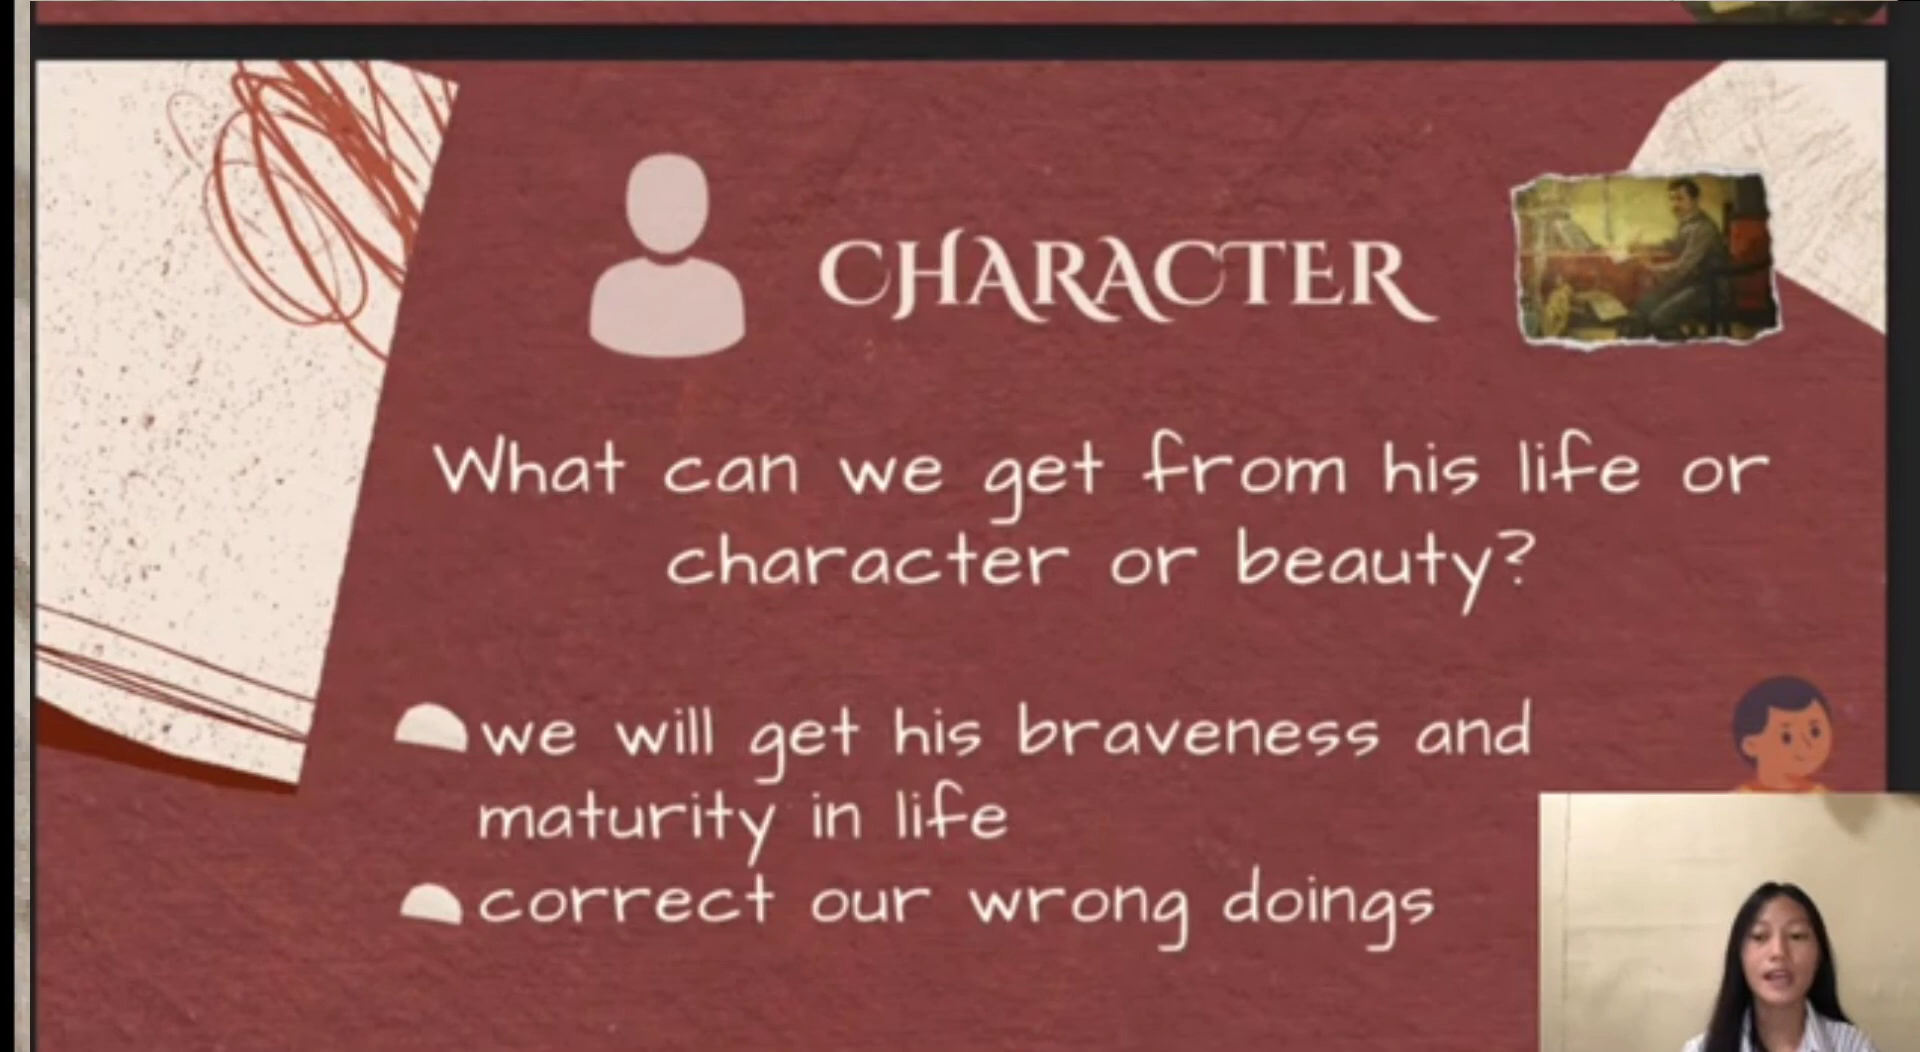 CHARACTER
What can we get from his life or
character or beauty?
we will get his braveness and
maturity in life
correct our wrong doings